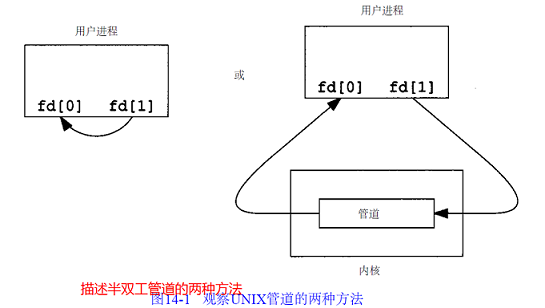 用户进程
fd[0] fd[1]
或
用户进程
fd[0] fd[1]
管道
内核
描述半双工管道的两种方法
图14-1 观察UNIX管道的两种方法